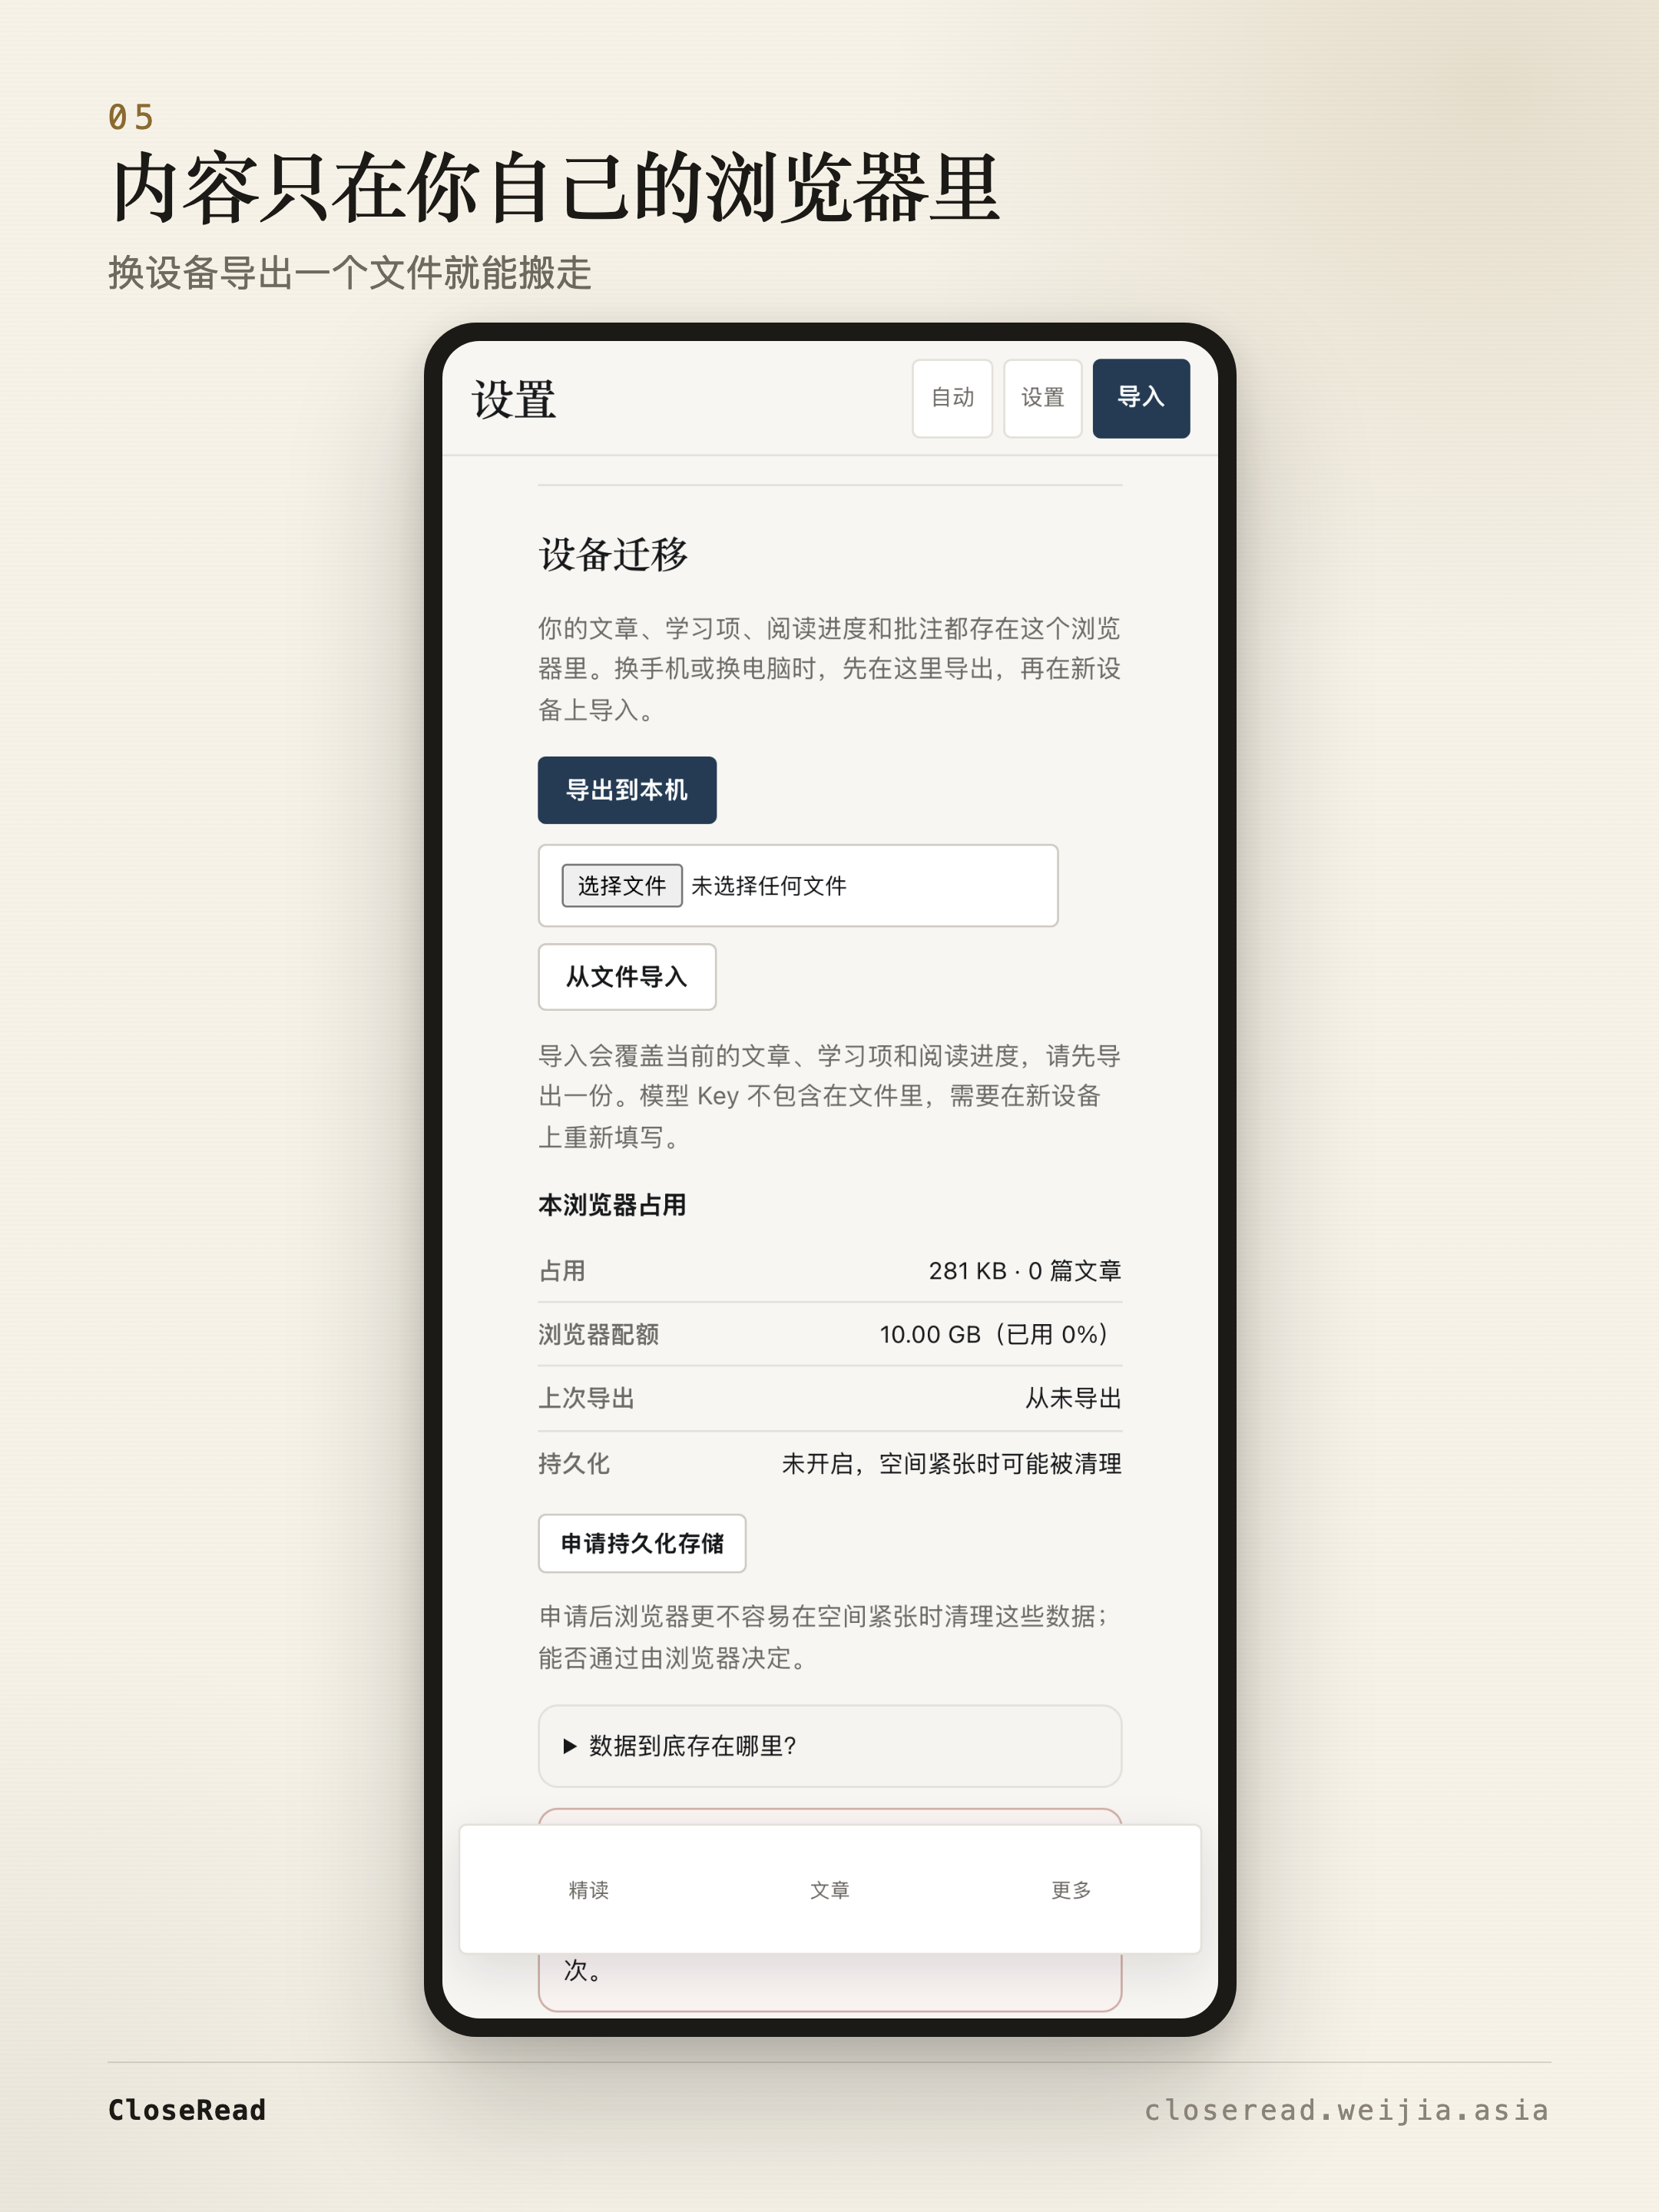 05
内容只在你自己的浏览器里
换设备导出一个文件就能搬走
设置
自动
设置
导入
设备迁移
你的文章、学习项、阅读进度和批注都存在这个浏览
器里。换手机或换电脑时，先在这里导出，再在新设
备上导入。
导出到本机
选择文件 未选择任何文件
从文件导入
导入会覆盖当前的文章、学习项和阅读进度，请先导
出一份。模型 Key 不包含在文件里，需要在新设备
上重新填写。
本浏览器占用
占用 281 KB · 0 篇文章
浏览器配额 10.00 GB（已用 0%）
上次导出 从未导出
持久化 未开启，空间紧张时可能被清理
申请持久化存储
申请后浏览器更不容易在空间紧张时清理这些数据；
能否通过由浏览器决定。
▶ 数据到底存在哪里?
精读 文章 更多
次。
CloseRead closeread.weijia.asia